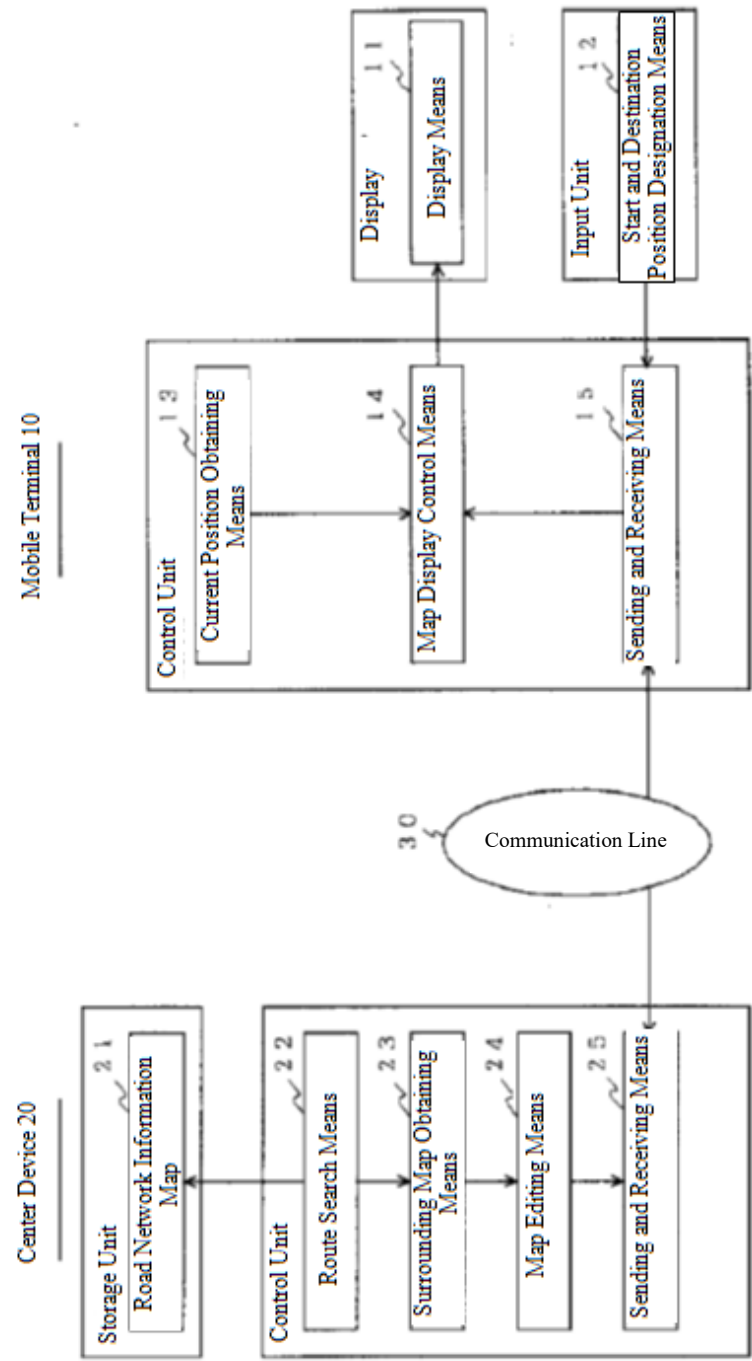 Center Device 20
Storage Unit
21
Road Network Information
Map
Control Unit
22
Route Search Means
23
Surrounding Map Obtaining
Means
24
Map Editing Means
25
Sending and Receiving Means
30
Communication Line
Mobile Terminal 10
Control Unit
13
Current Position Obtaining
Means
14
Map Display Control Means
15
Sending and Receiving Means
Display
11
Display Means
Input Unit
12
Start and Destination
Position Designation Means